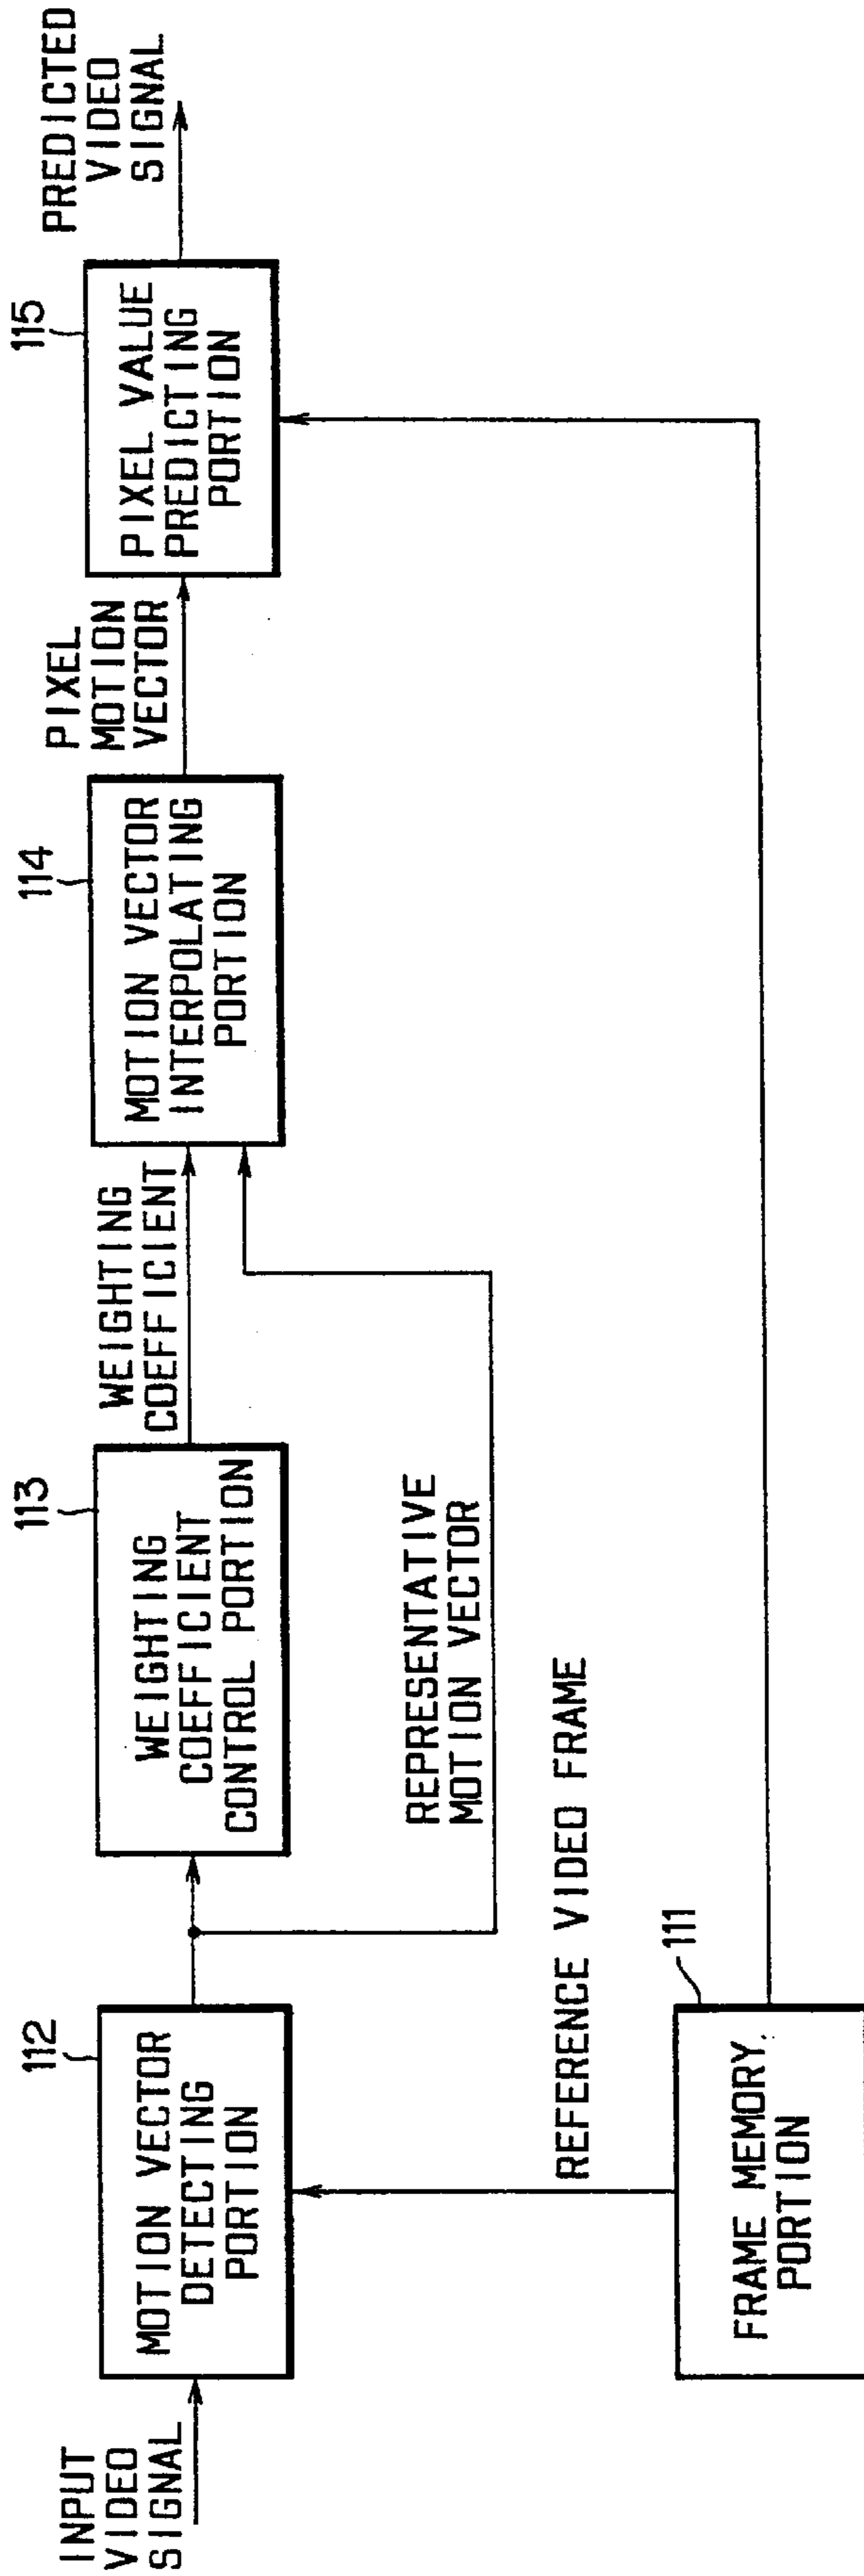 INPUT
VIDEO
SIGNAL
112
MOTION VECTOR
DETECTING
PORTION
113
WEIGHTING
COEFFICIENT
CONTROL PORTION
WEIGHTING
COEFFICIENT
114
MOTION VECTOR
INTERPOLATING
PORTION
PIXEL
MOTION
VECTOR
115
PIXEL VALUE
PREDICTING
PORTION
PREDICTED
VIDEO
SIGNAL
REPRESENTATIVE
MOTION VECTOR
REFERENCE VIDEO FRAME
111
FRAME MEMORY
PORTION